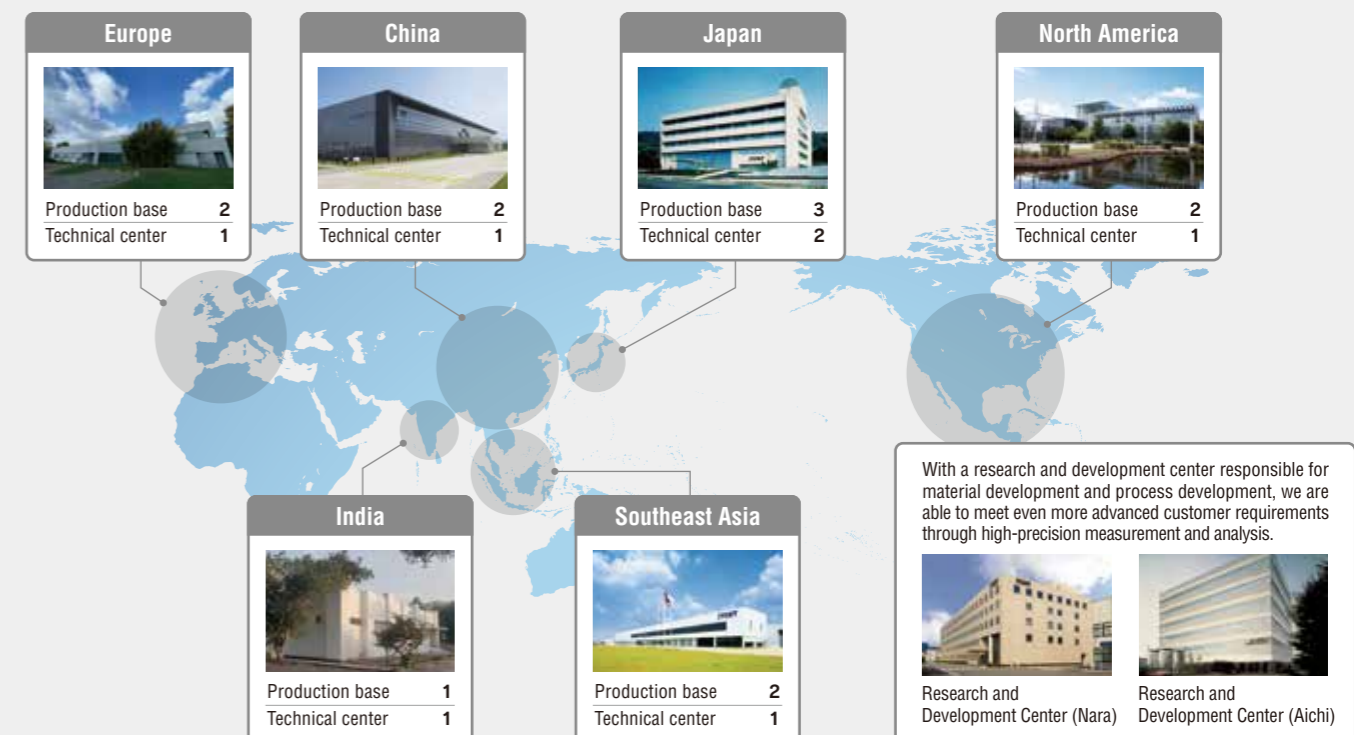 Europe
Production base 2
Technical center 1
China
Production base 2
Technical center 1
Japan
Production base 3
Technical center 2
North America
Production base 2
Technical center 1
India
Production base 1
Technical center 1
Southeast Asia
Production base 2
Technical center 1
With a research and development center responsible for
material development and process development, we are
able to meet even more advanced customer requirements
through high-precision measurement and analysis.
Research and
Development Center (Nara)
Research and
Development Center (Aichi)